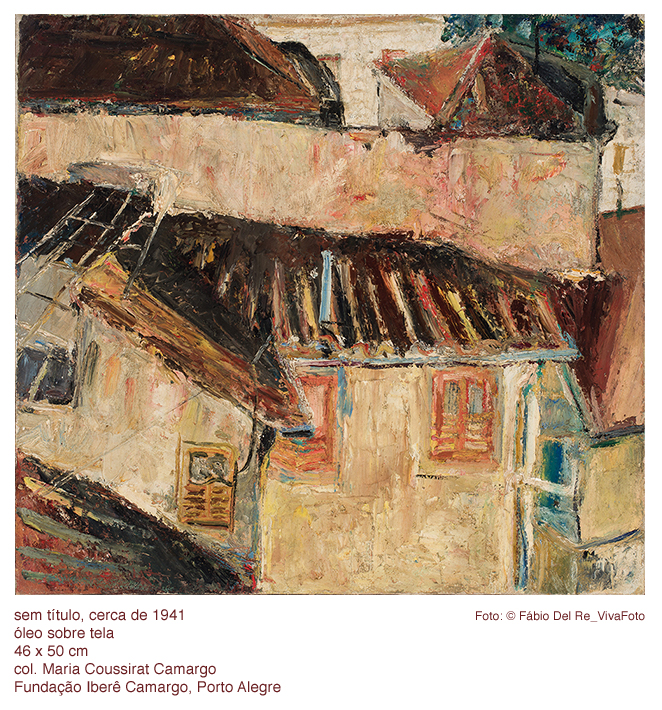 sem título, cerca de 1941
óleo sobre tela
46 x 50 cm
col. Maria Coussirat Camargo
Fundação Iberê Camargo, Porto Alegre
Foto: © Fábio Del Re_VivaFoto